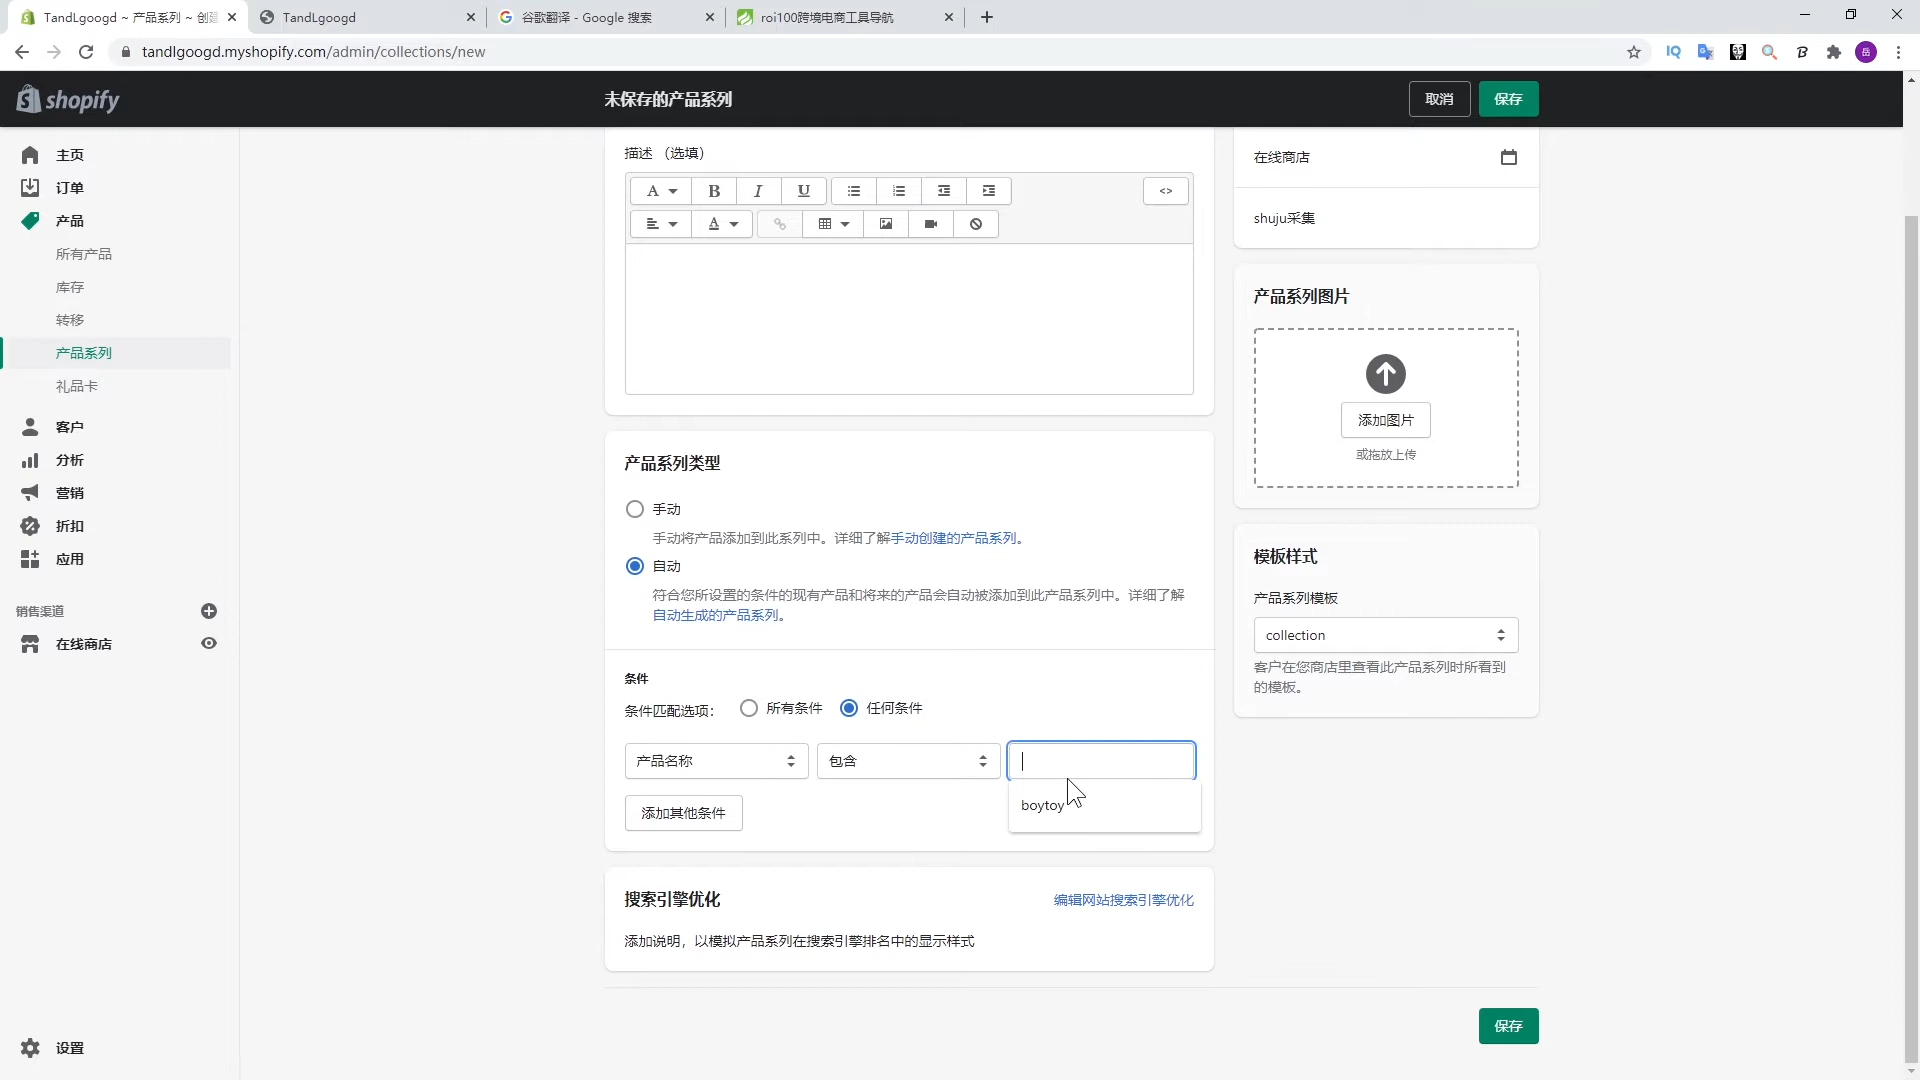 TandLgoogd ~ 产品系列 ~ 创建
TandLgoogd
谷歌翻译 - Google 搜索
roi100跨境电商工具导航
tandlgoogd.myshopify.com/admin/collections/new
IQ
岳
shopify
未保存的产品系列
取消
保存
主页
订单
产品
所有产品
库存
转移
产品系列
礼品卡
客户
分析
营销
折扣
应用
销售渠道
在线商店
设置
描述 （选填）
A
B
I
U
<>
A
产品系列类型
手动
手动将产品添加到此系列中。详细了解手动创建的产品系列。
自动
符合您所设置的条件的现有产品和将来的产品会自动被添加到此产品系列中。详细了解
自动生成的产品系列。
条件
条件匹配选项：
所有条件
任何条件
产品名称
包含
boytoy
添加其他条件
搜索引擎优化
编辑网站搜索引擎优化
添加说明，以模拟产品系列在搜索引擎排名中的显示样式
在线商店
shuju采集
产品系列图片
添加图片
或拖放上传
模板样式
产品系列模板
collection
客户在您商店里查看此产品系列时所看到
的模板。
保存